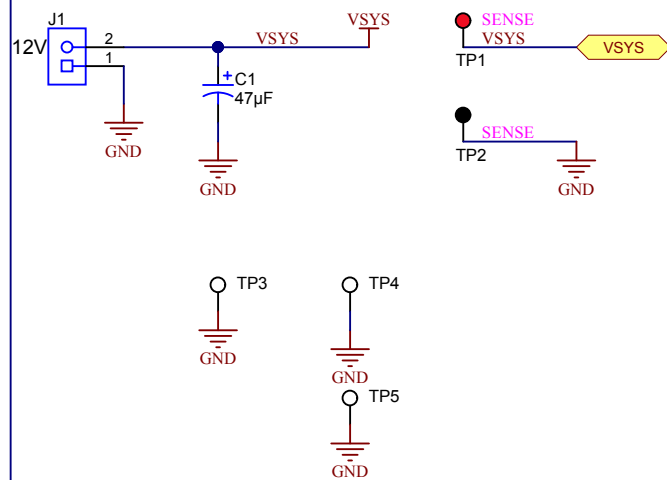 J1
12V
2
1
GND
VSYS
VSYS
C1
47µF
GND
SENSE
VSYS
TP1
VSYS
SENSE
TP2
GND
TP3
GND
TP4
GND
TP5
GND